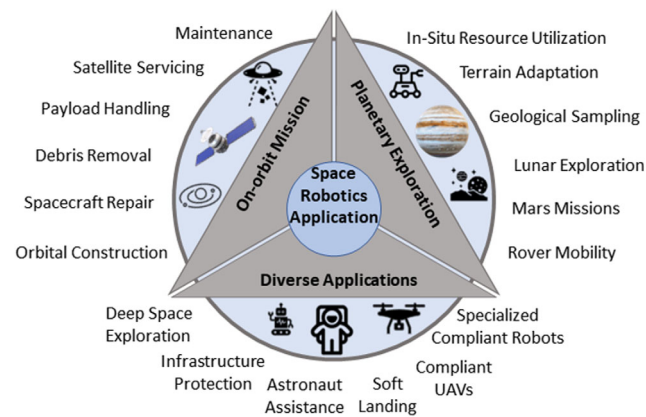 Maintenance
Satellite Servicing
Payload Handling
Debris Removal
Spacecraft Repair
Orbital Construction
On-orbit Mission
Space
Robotics
Application
Planetary Exploration
In-Situ Resource Utilization
Terrain Adaptation
Geological Sampling
Lunar Exploration
Mars Missions
Rover Mobility
Diverse Applications
Deep Space
Exploration
Infrastructure
Protection
Astronaut
Assistance
Soft
Landing
Compliant
UAVs
Specialized
Compliant Robots